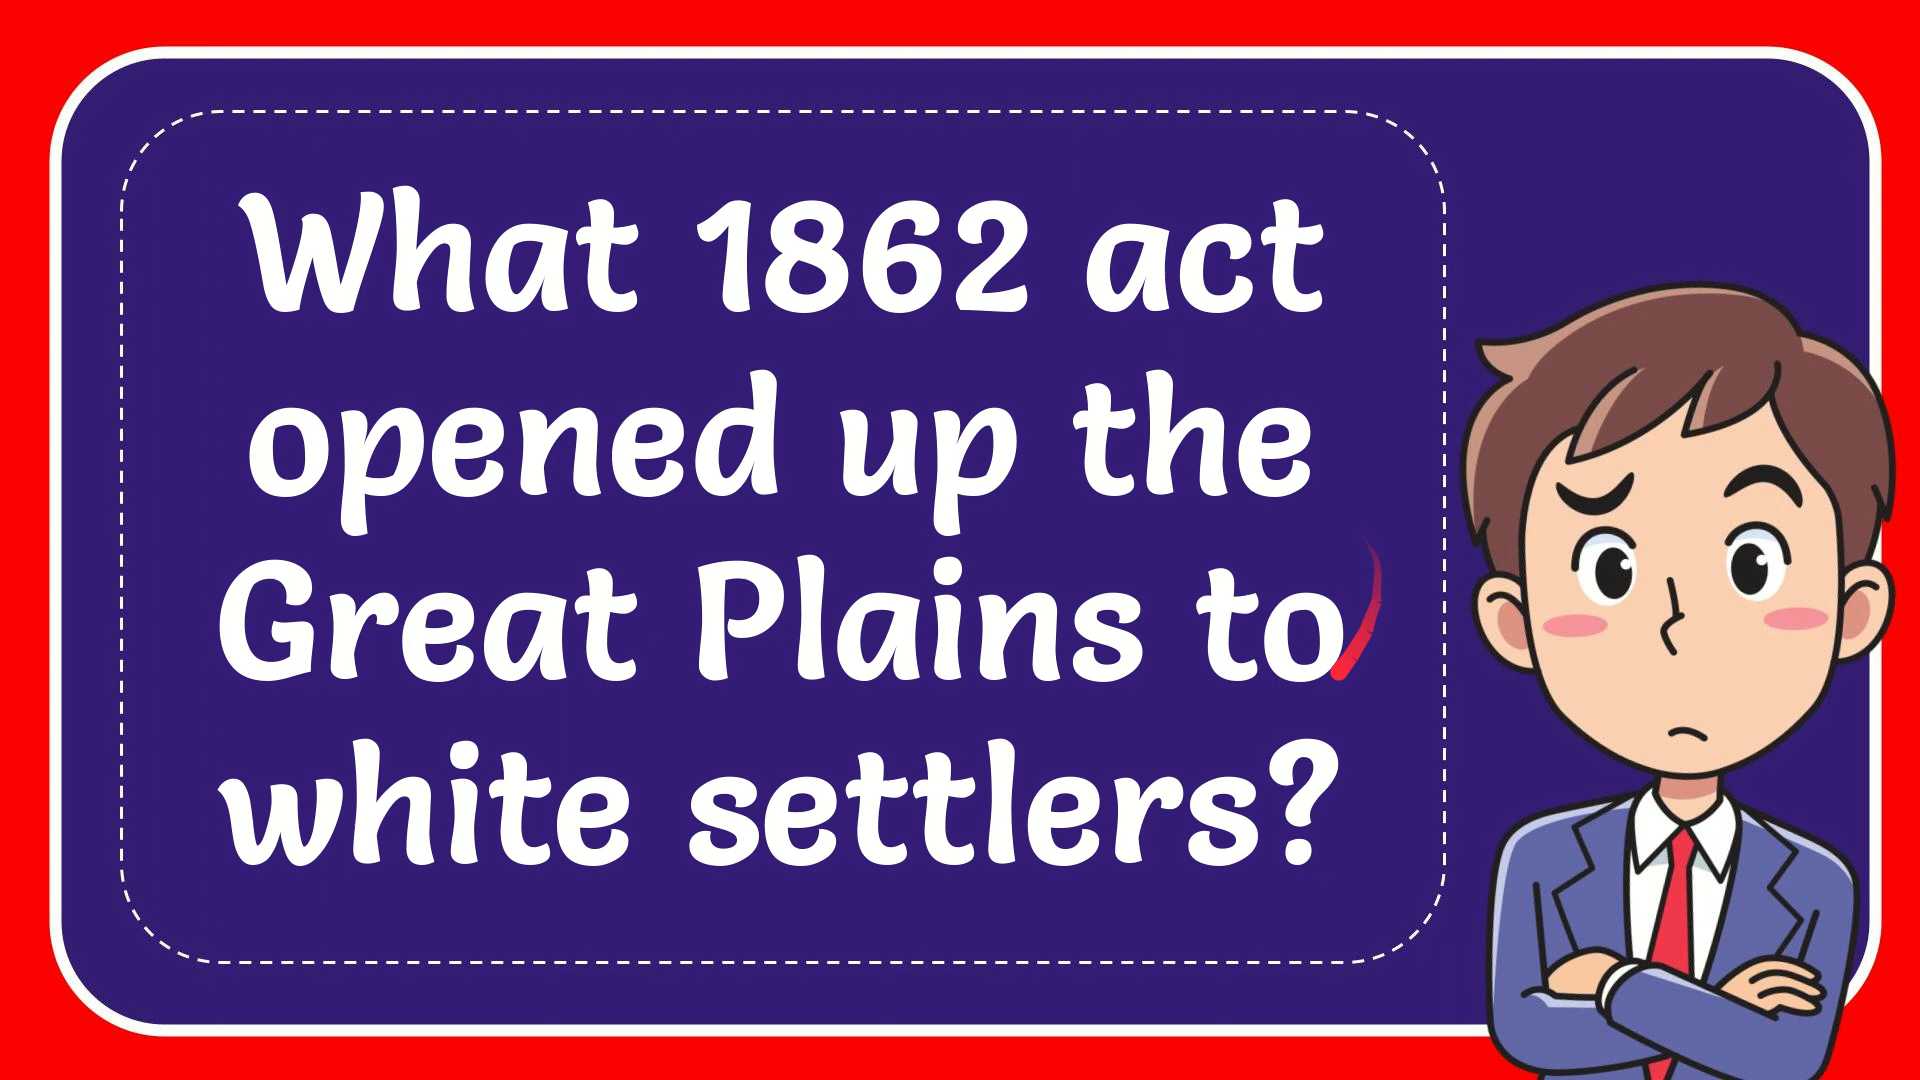 What 1862 act
opened up the
Great Plains to
white settlers?